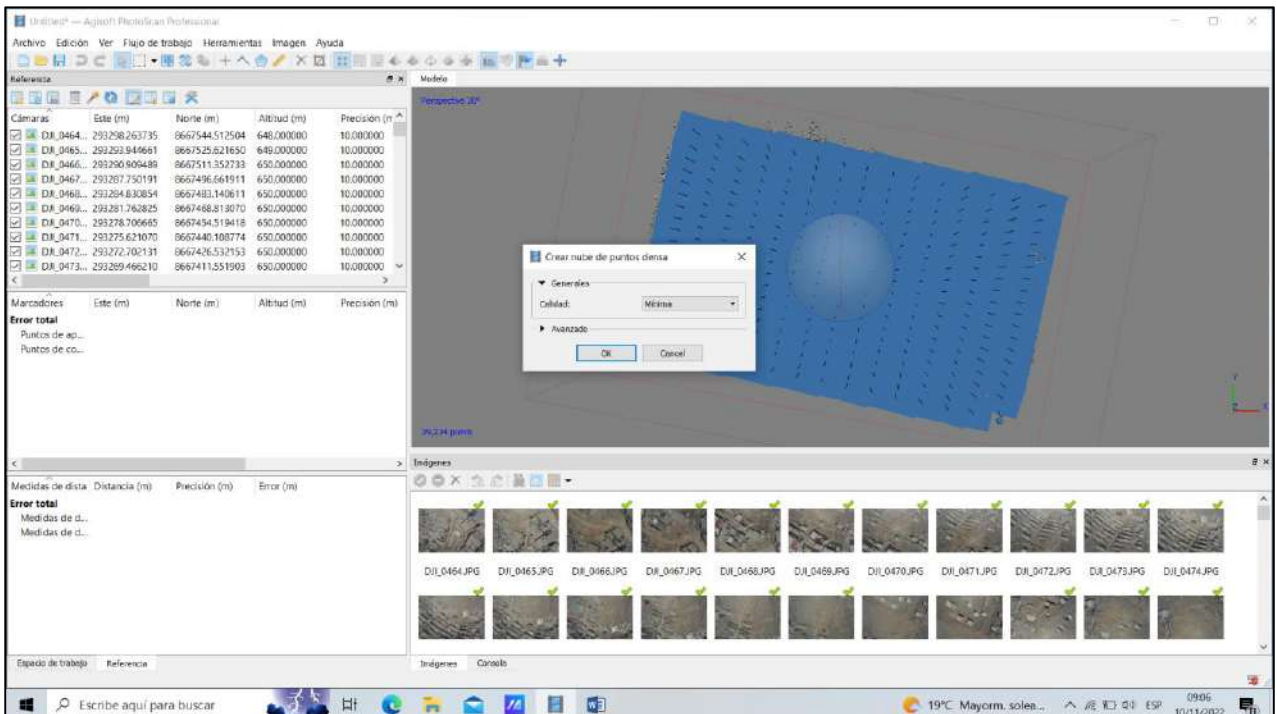 Untitled* — Agisoft PhotoScan Professional
Archivo Edición Ver Flujo de trabajo Herramientas Imagen Ayuda
Referencia
Modelo
Perspective 30°
Cámaras Este (m) Norte (m) Altitud (m) Precisión (m
DJI_0464... 293298.263735 8667544.512504 648.000000 10.000000
DJI_0465... 293293.944661 8667525.621650 649.000000 10.000000
DJI_0466... 293290.909489 8667511.352733 650.000000 10.000000
DJI_0467... 293287.750191 8667496.661911 650.000000 10.000000
DJI_0468... 293284.830854 8667483.140611 650.000000 10.000000
DJI_0469... 293281.762825 8667468.813070 650.000000 10.000000
DJI_0470... 293278.706665 8667454.519418 650.000000 10.000000
DJI_0471... 293275.621070 8667440.108774 650.000000 10.000000
DJI_0472... 293272.702131 8667426.532153 650.000000 10.000000
DJI_0473... 293269.466210 8667411.551903 650.000000 10.000000
Marcadores Este (m) Norte (m) Altitud (m) Precisión (m)
Error total
Puntos de ap...
Puntos de co...
Crear nube de puntos densa
Generales
Calidad: Mínima
Avanzado
OK Cancel
Y
Z X
39,234 points
Medidas de dista Distancia (m) Precisión (m) Error (m)
Error total
Medidas de d...
Medidas de d...
Imágenes
DJI_0464.JPG DJI_0465.JPG DJI_0466.JPG DJI_0467.JPG DJI_0468.JPG DJI_0469.JPG DJI_0470.JPG DJI_0471.JPG DJI_0472.JPG DJI_0473.JPG DJI_0474.JPG
Espacio de trabajo Referencia
Imágenes Consola
Escribe aquí para buscar
19°C Mayorm. solea... ESP 09:06
10/11/2022